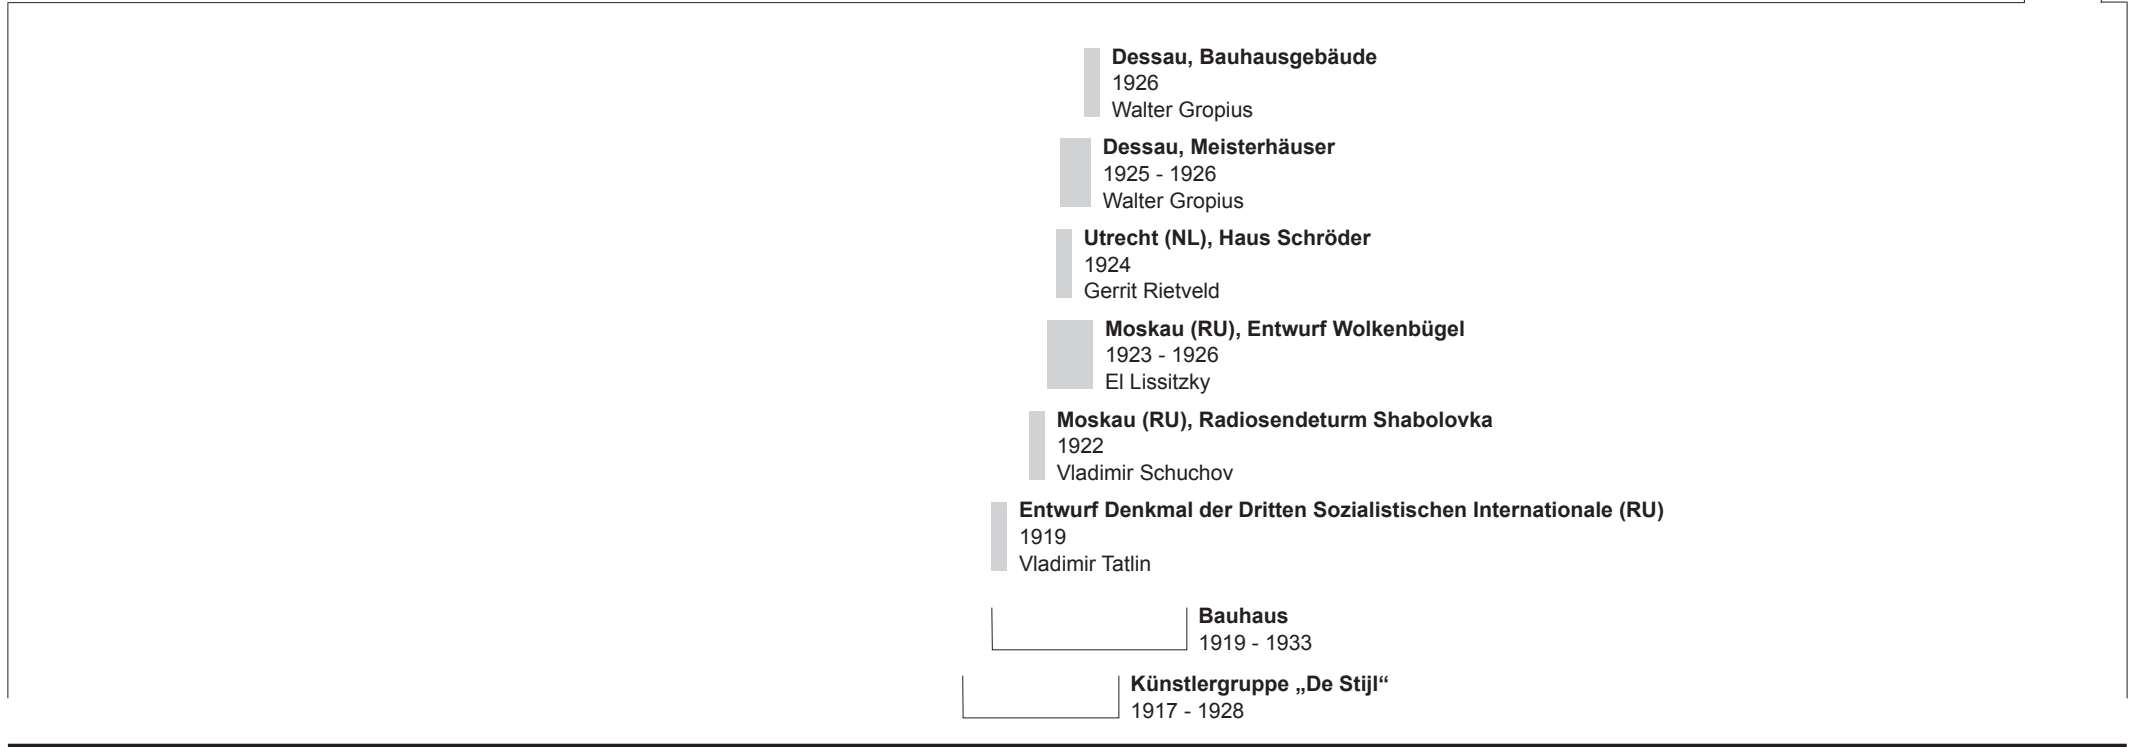 Dessau, Bauhausgebäude
1926
Walter Gropius
Dessau, Meisterhäuser
1925 - 1926
Walter Gropius
Utrecht (NL), Haus Schröder
1924
Gerrit Rietveld
Moskau (RU), Entwurf Wolkenbügel
1923 - 1926
El Lissitzky
Moskau (RU), Radiosendeturm Shabolovka
1922
Vladimir Schuchov
Entwurf Denkmal der Dritten Sozialistischen Internationale (RU)
1919
Vladimir Tatlin
Bauhaus
1919 - 1933
Künstlergruppe „De Stijl“
1917 - 1928